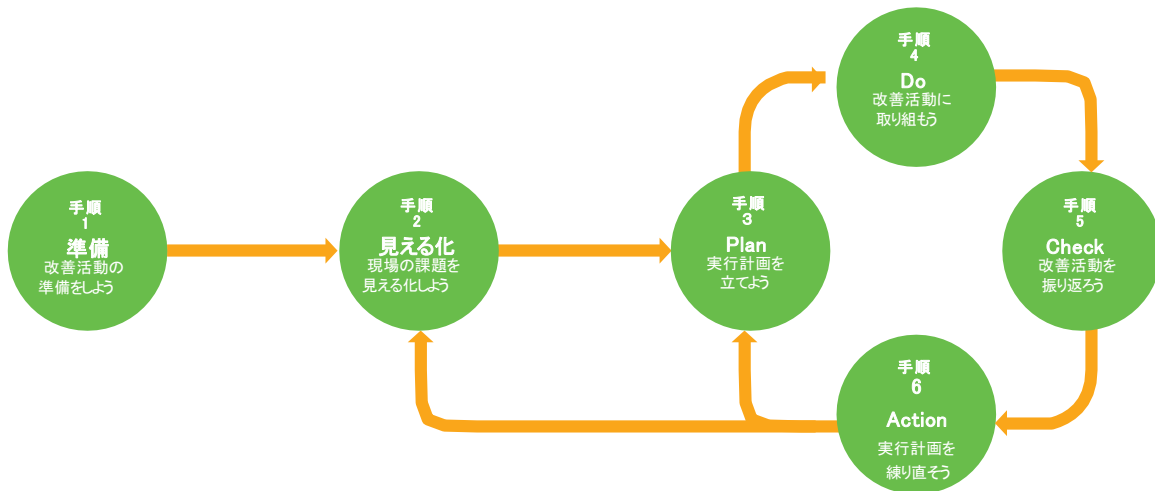 手順
1
準備
改善活動の
準備をしよう
手順
2
見える化
現場の課題を
見える化しよう
手順
3
Plan
実行計画を
立てよう
手順
4
Do
改善活動に
取り組もう
手順
5
Check
改善活動を
振り返ろう
手順
6
Action
実行計画を
練り直そう